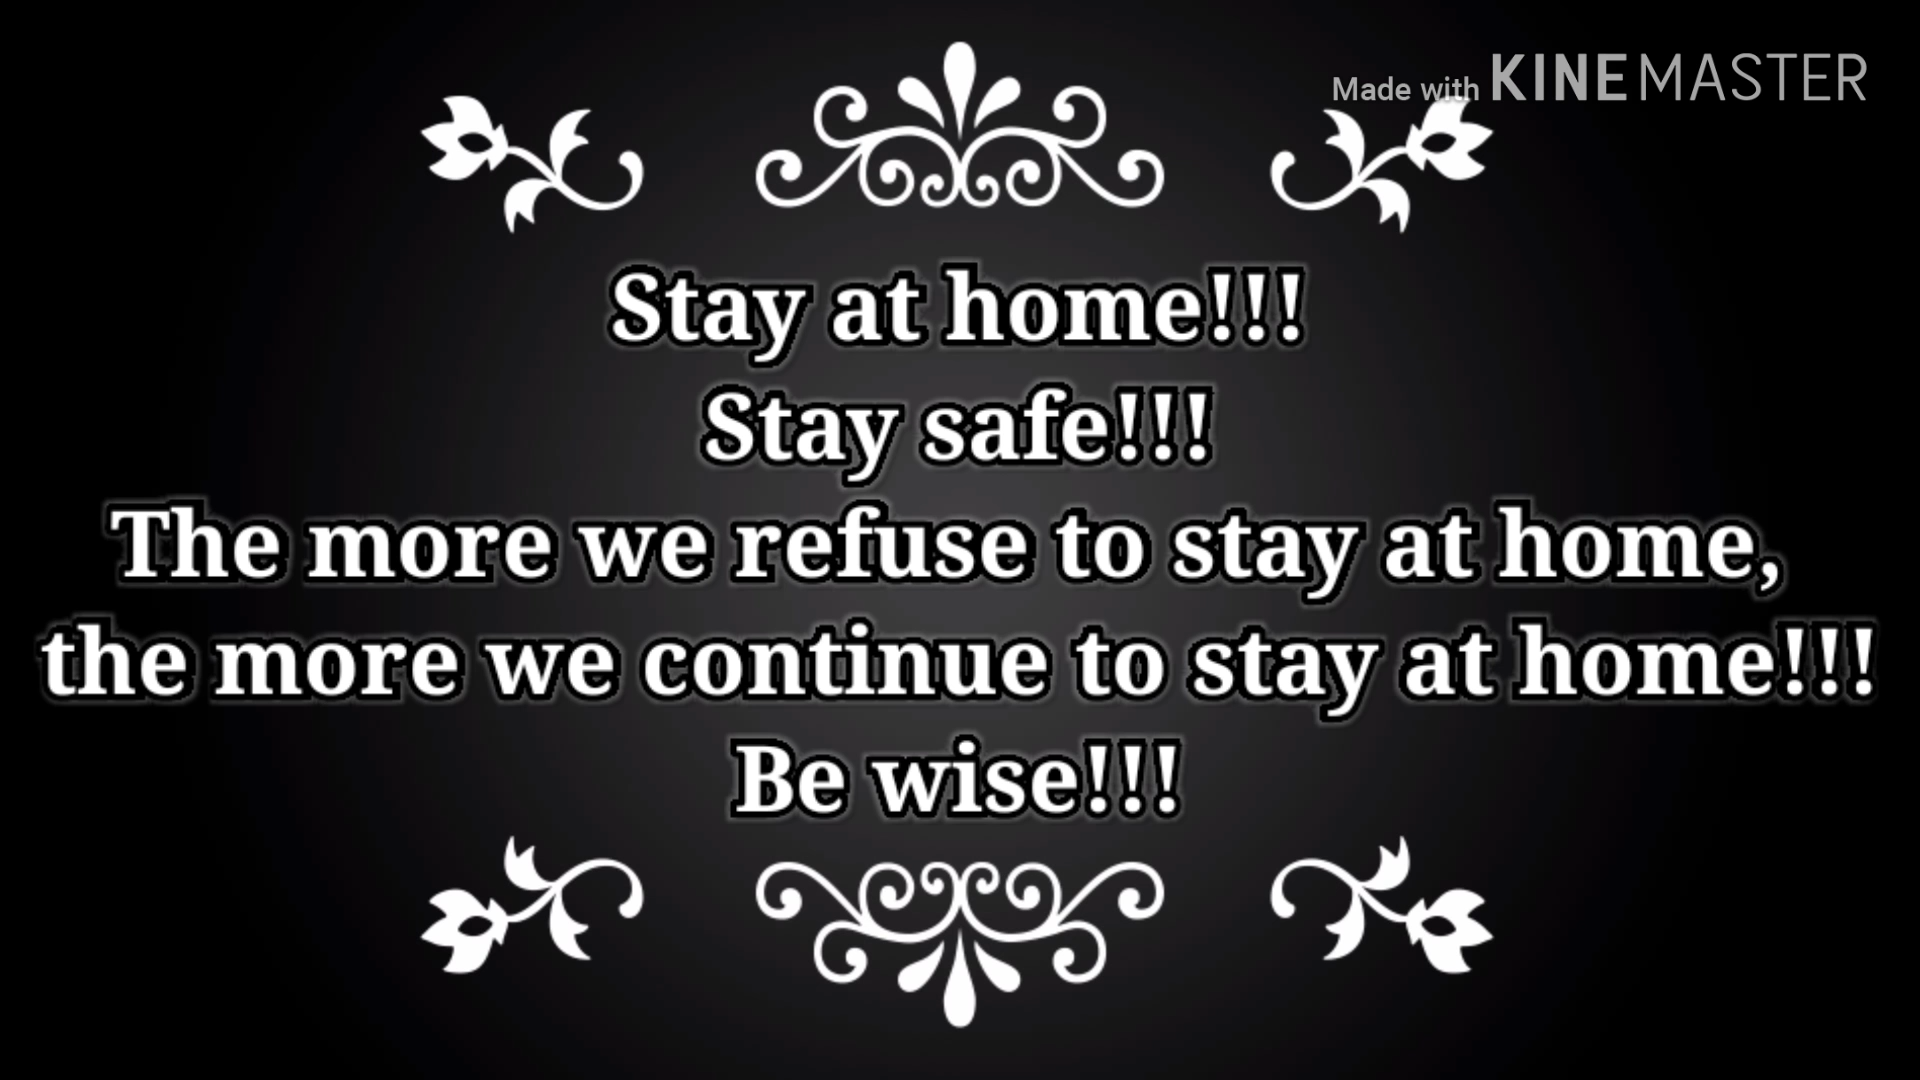 Made with KINEMASTER
Stay at home!!!
Stay safe!!!
The more we refuse to stay at home,
the more we continue to stay at home!!!
Be wise!!!